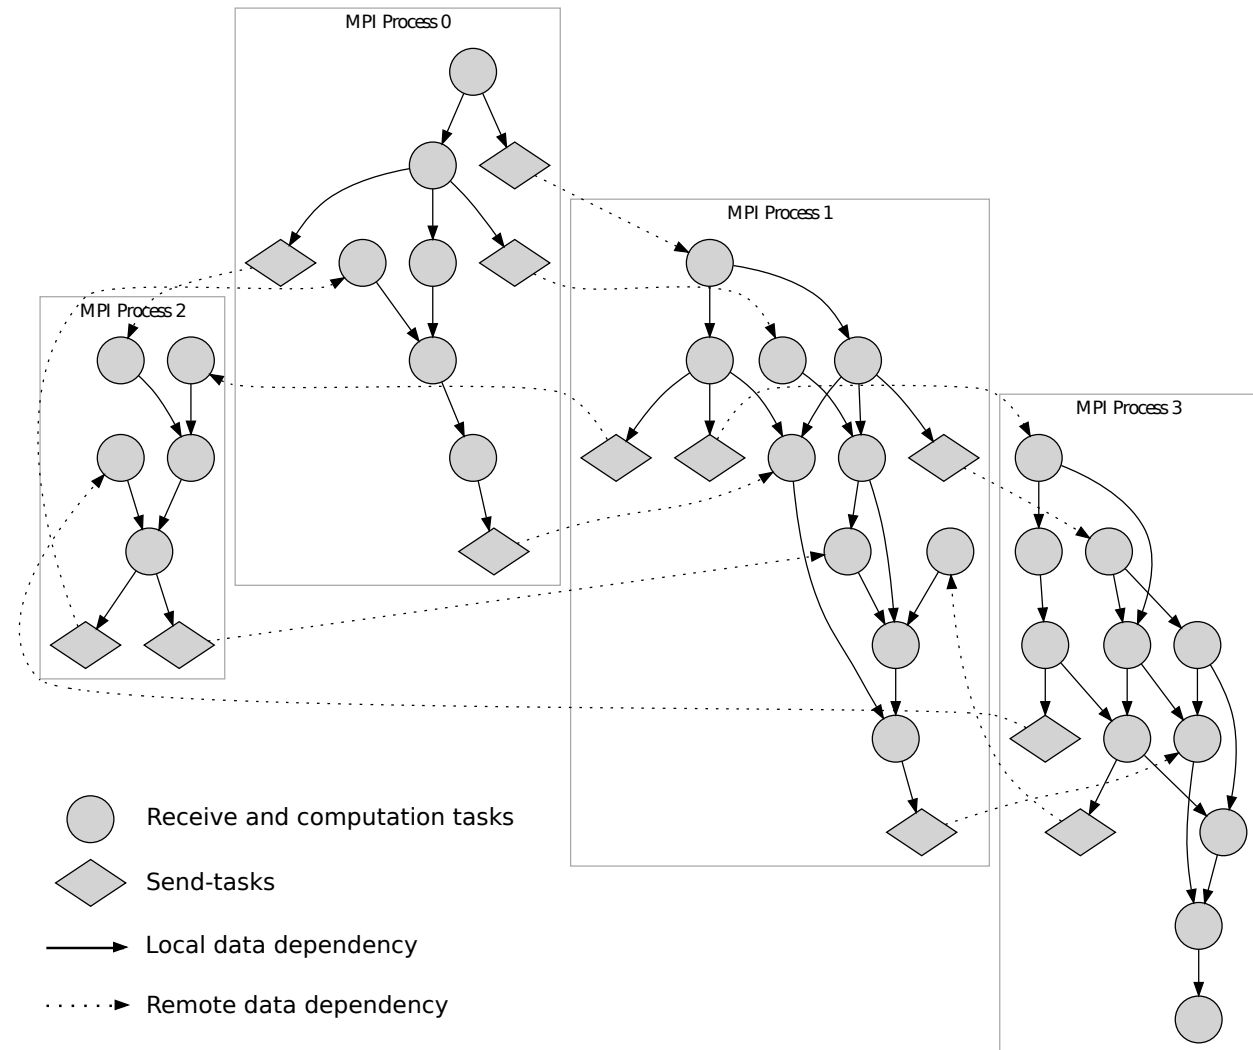 MPI Process 0
MPI Process 1
MPI Process 2
MPI Process 3
Receive and computation tasks
Send-tasks
Local data dependency
Remote data dependency